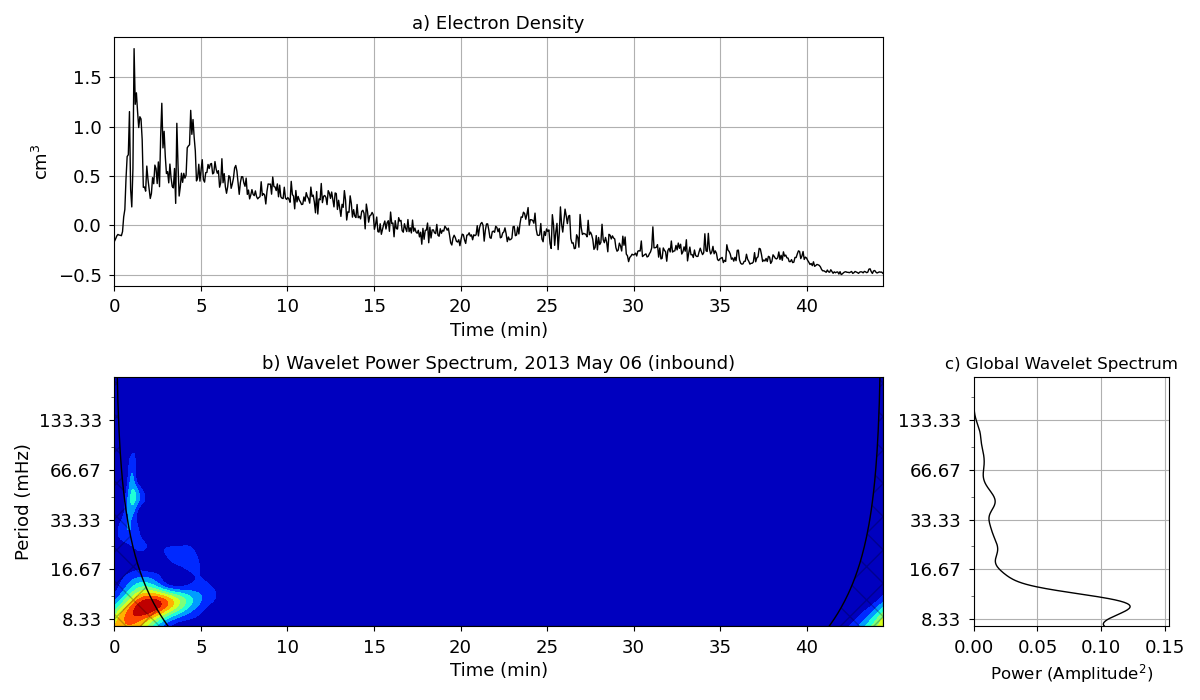 a) Electron Density
1.5
1.0
0.5
0.0
−0.5
cm³
0 5 10 15 20 25 30 35 40
Time (min)
b) Wavelet Power Spectrum, 2013 May 06 (inbound)
133.33
66.67
33.33
16.67
8.33
Period (mHz)
0 5 10 15 20 25 30 35 40
Time (min)
c) Global Wavelet Spectrum
133.33
66.67
33.33
16.67
8.33
0.00 0.05 0.10 0.15
Power (Amplitude²)